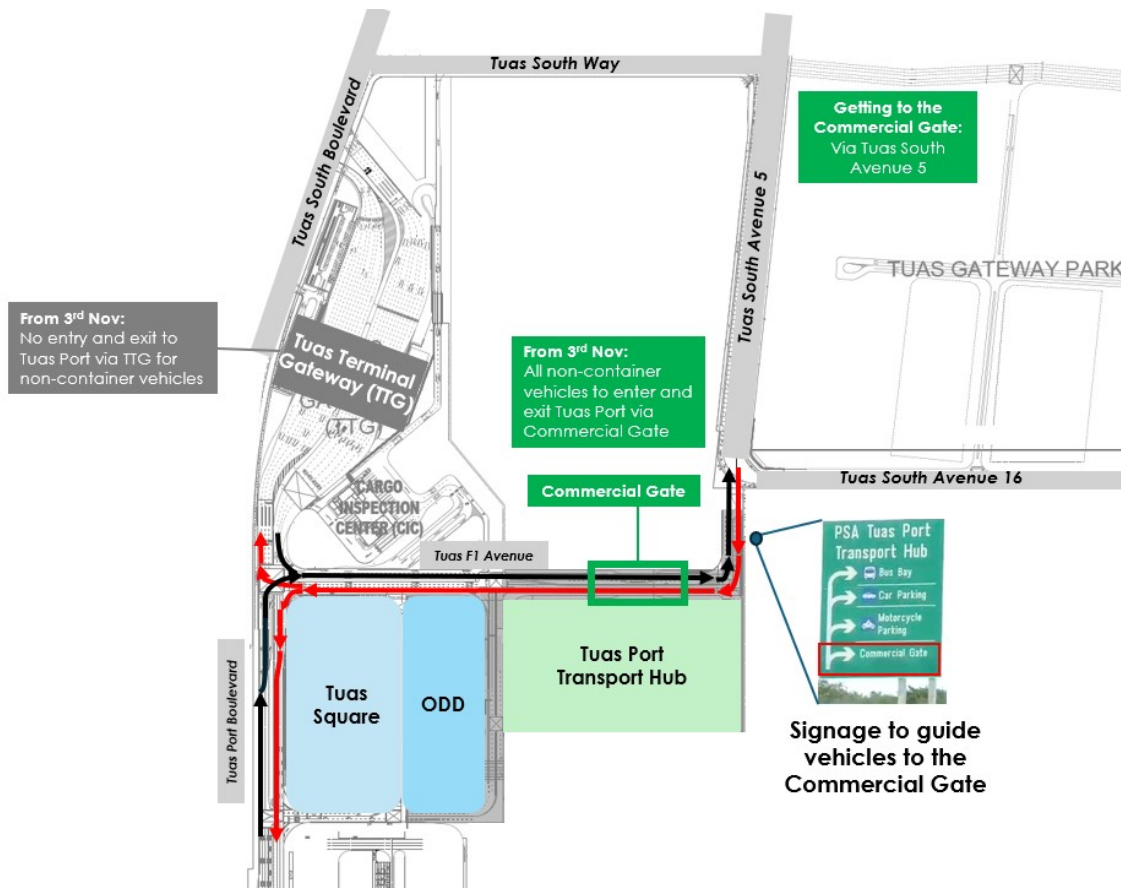 Tuas South Way
Tuas South Boulevard
Tuas South Avenue 5
Getting to the
Commercial Gate:
Via Tuas South
Avenue 5
TUAS GATEWAY PARK
From 3rd Nov:
No entry and exit to
Tuas Port via TTG for
non-container vehicles
Tuas Terminal
Gateway (TTG)
(TTG)
From 3rd Nov:
All non-container
vehicles to enter and
exit Tuas Port via
Commercial Gate
Tuas South Avenue 16
CARGO
INSPECTION
CENTER (CIC)
Commercial Gate
Tuas F1 Avenue
PSA Tuas Port
Transport Hub
Bus Bay
Car Parking
Motorcycle
Parking
Commercial Gate
Tuas Port Boulevard
Tuas
Square
ODD
Tuas Port
Transport Hub
Signage to guide
vehicles to the
Commercial Gate